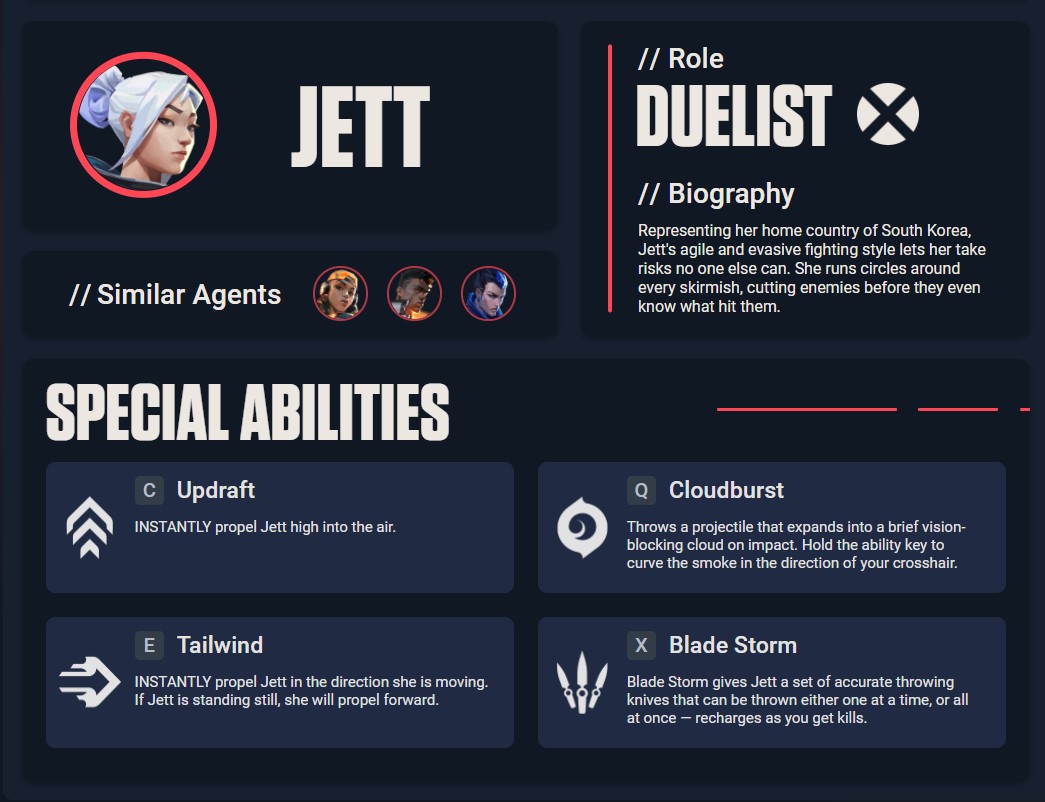 JETT
// Similar Agents
// Role
DUELIST
// Biography
Representing her home country of South Korea,
Jett's agile and evasive fighting style lets her take
risks no one else can. She runs circles around
every skirmish, cutting enemies before they even
know what hit them.
SPECIAL ABILITIES
C Updraft
INSTANTLY propel Jett high into the air.
Q Cloudburst
Throws a projectile that expands into a brief vision-
blocking cloud on impact. Hold the ability key to
curve the smoke in the direction of your crosshair.
E Tailwind
INSTANTLY propel Jett in the direction she is moving.
If Jett is standing still, she will propel forward.
X Blade Storm
Blade Storm gives Jett a set of accurate throwing
knives that can be thrown either one at a time, or all
at once — recharges as you get kills.